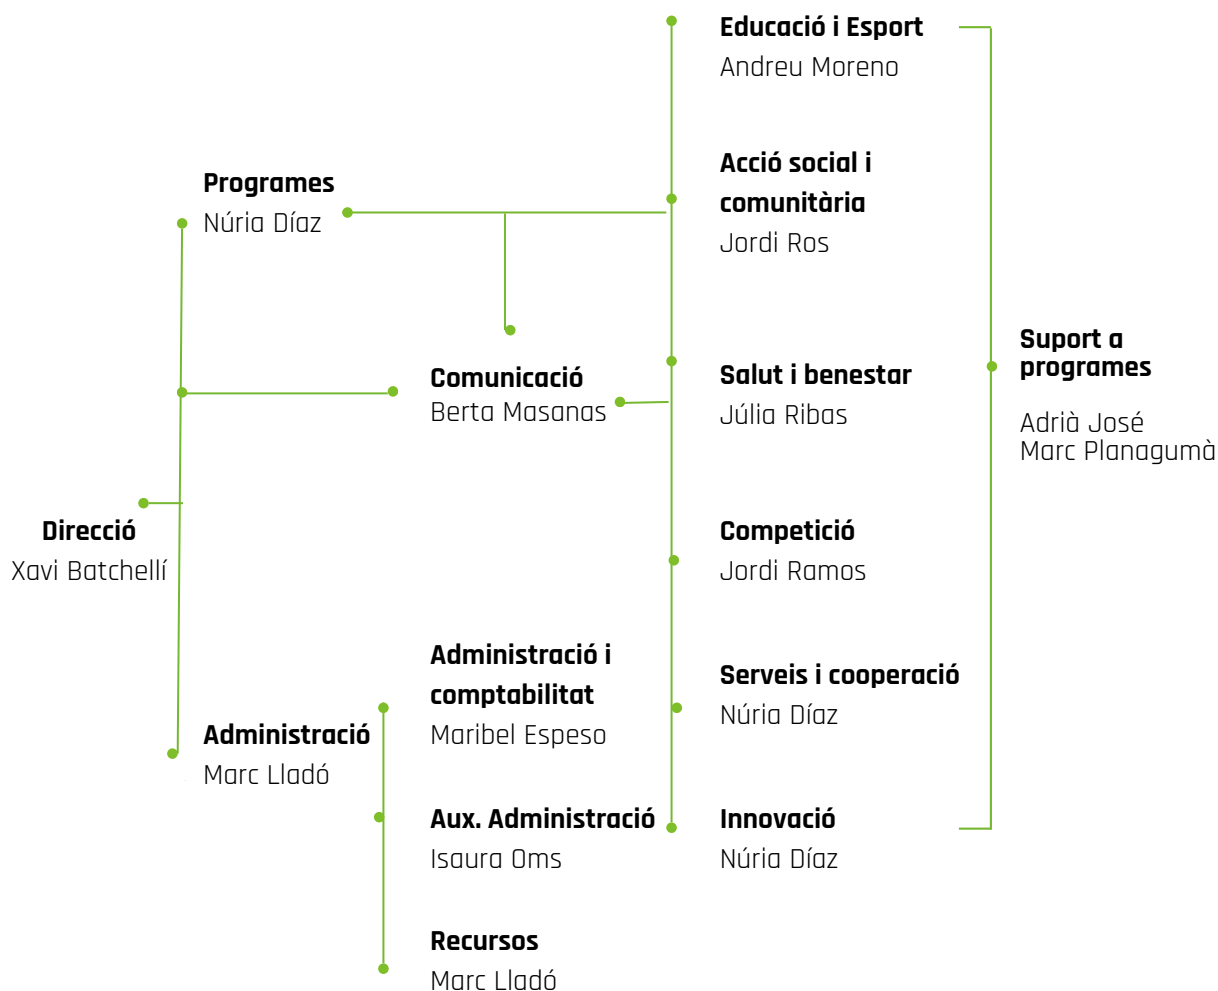 Educació i Esport
Andreu Moreno
Acció social i
comunitària
Jordi Ros
Programes
Núria Díaz
Suport a
programes
Adrià José
Marc Planagumà
Comunicació
Berta Masanas
Salut i benestar
Júlia Ribas
Direcció
Xavi Batchellí
Competició
Jordi Ramos
Administració i
comptabilitat
Maribel Espeso
Serveis i cooperació
Núria Díaz
Administració
Marc Lladó
Aux. Administració
Isaura Oms
Innovació
Núria Díaz
Recursos
Marc Lladó